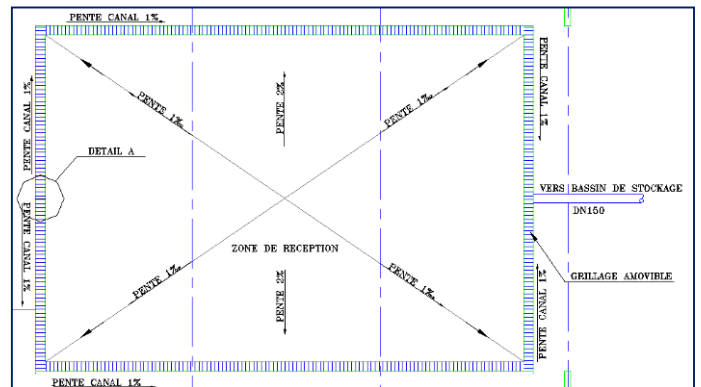 PENTE CANAL 1%
PENTE CANAL 1%
PENTE CANAL 1%
PENTE 1‰
PENTE 2%
PENTE 1‰
DETAIL A
VERS BASSIN DE STOCKAGE
DN150
PENTE CANAL 1%
ZONE DE RECEPTION
PENTE 1‰
PENTE 2%
PENTE 1‰
GRILLAGE AMOVIBLE
PENTE CANAL 1%
PENTE CANAL 1%